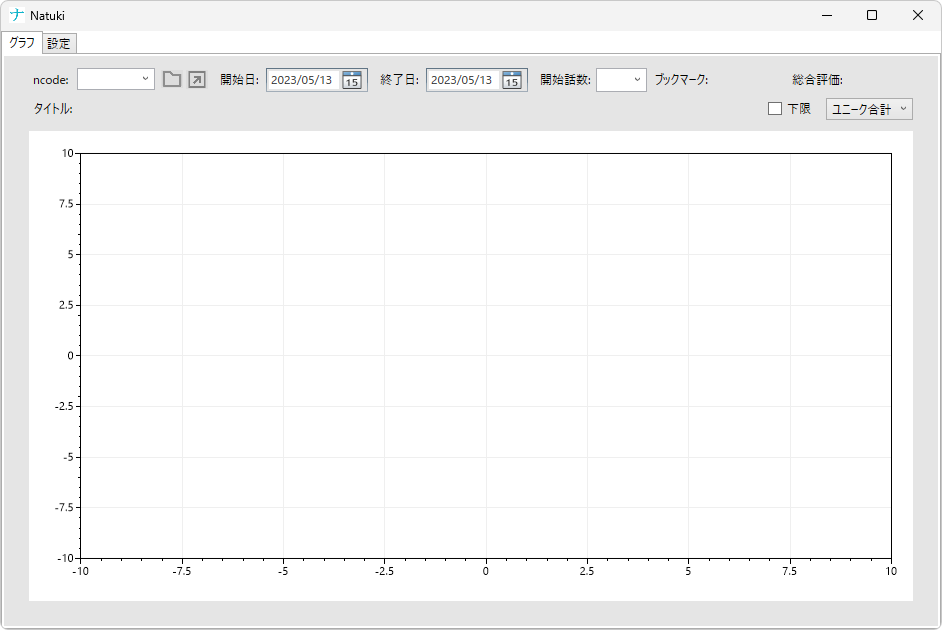 ナ Natuki
グラフ 設定
ncode: 開始日: 2023/05/13 15 終了日: 2023/05/13 15 開始話数: ブックマーク: 総合評価:
タイトル: 下限 ユニーク合計
10
7.5
5
2.5
0
-2.5
-5
-7.5
-10
-10 -7.5 -5 -2.5 0 2.5 5 7.5 10